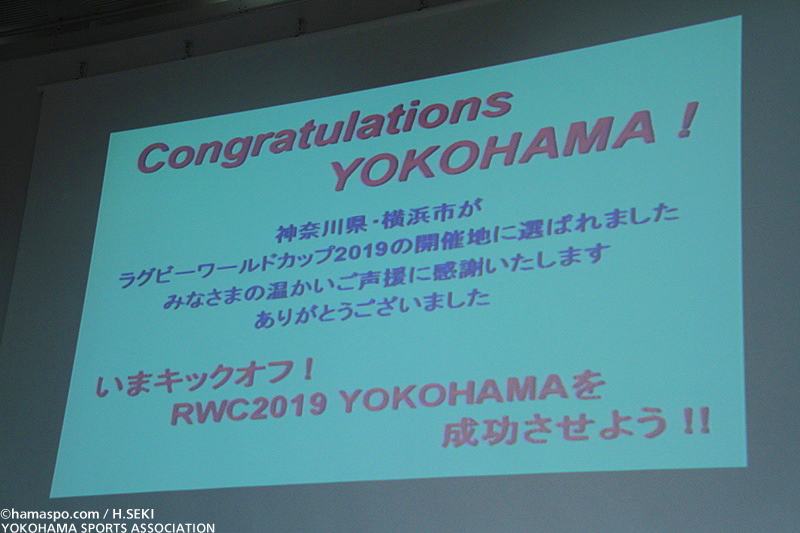 Congratulations
YOKOHAMA！
神奈川県・横浜市が
ラグビーワールドカップ2019の開催地に選ばれました
みなさまの温かいご声援に感謝いたします
ありがとうございました
いまキックオフ！
RWC2019 YOKOHAMAを
成功させよう!!
©hamaspo.com / H.SEKI
YOKOHAMA SPORTS ASSOCIATION